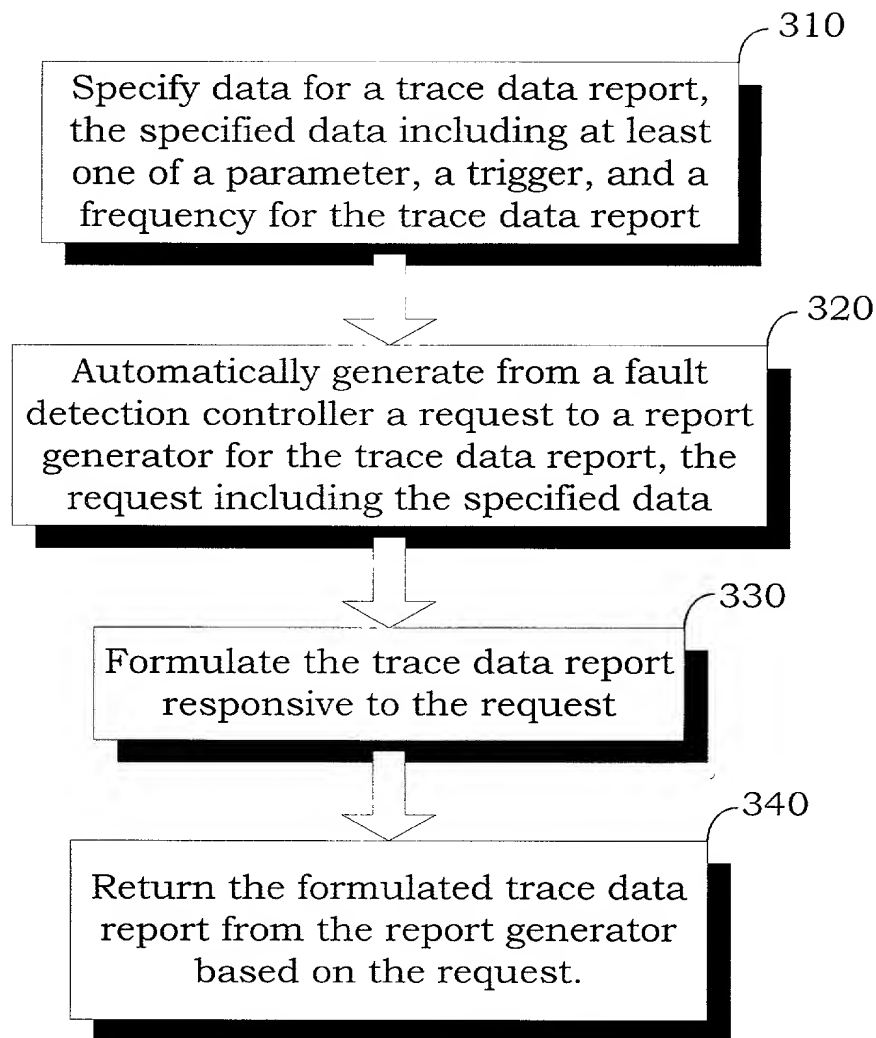 310
Specify data for a trace data report,
the specified data including at least
one of a parameter, a trigger, and a
frequency for the trace data report
320
Automatically generate from a fault
detection controller a request to a report
generator for the trace data report, the
request including the specified data
330
Formulate the trace data report
responsive to the request
340
Return the formulated trace data
report from the report generator
based on the request.